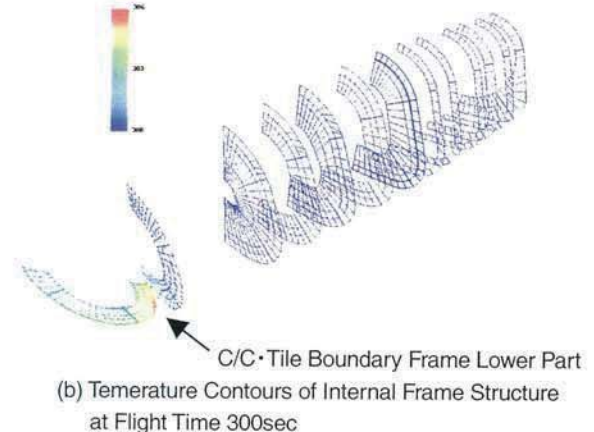 C/C・Tile Boundary Frame Lower Part
(b) Temerature Contours of Internal Frame Structure
at Flight Time 300sec